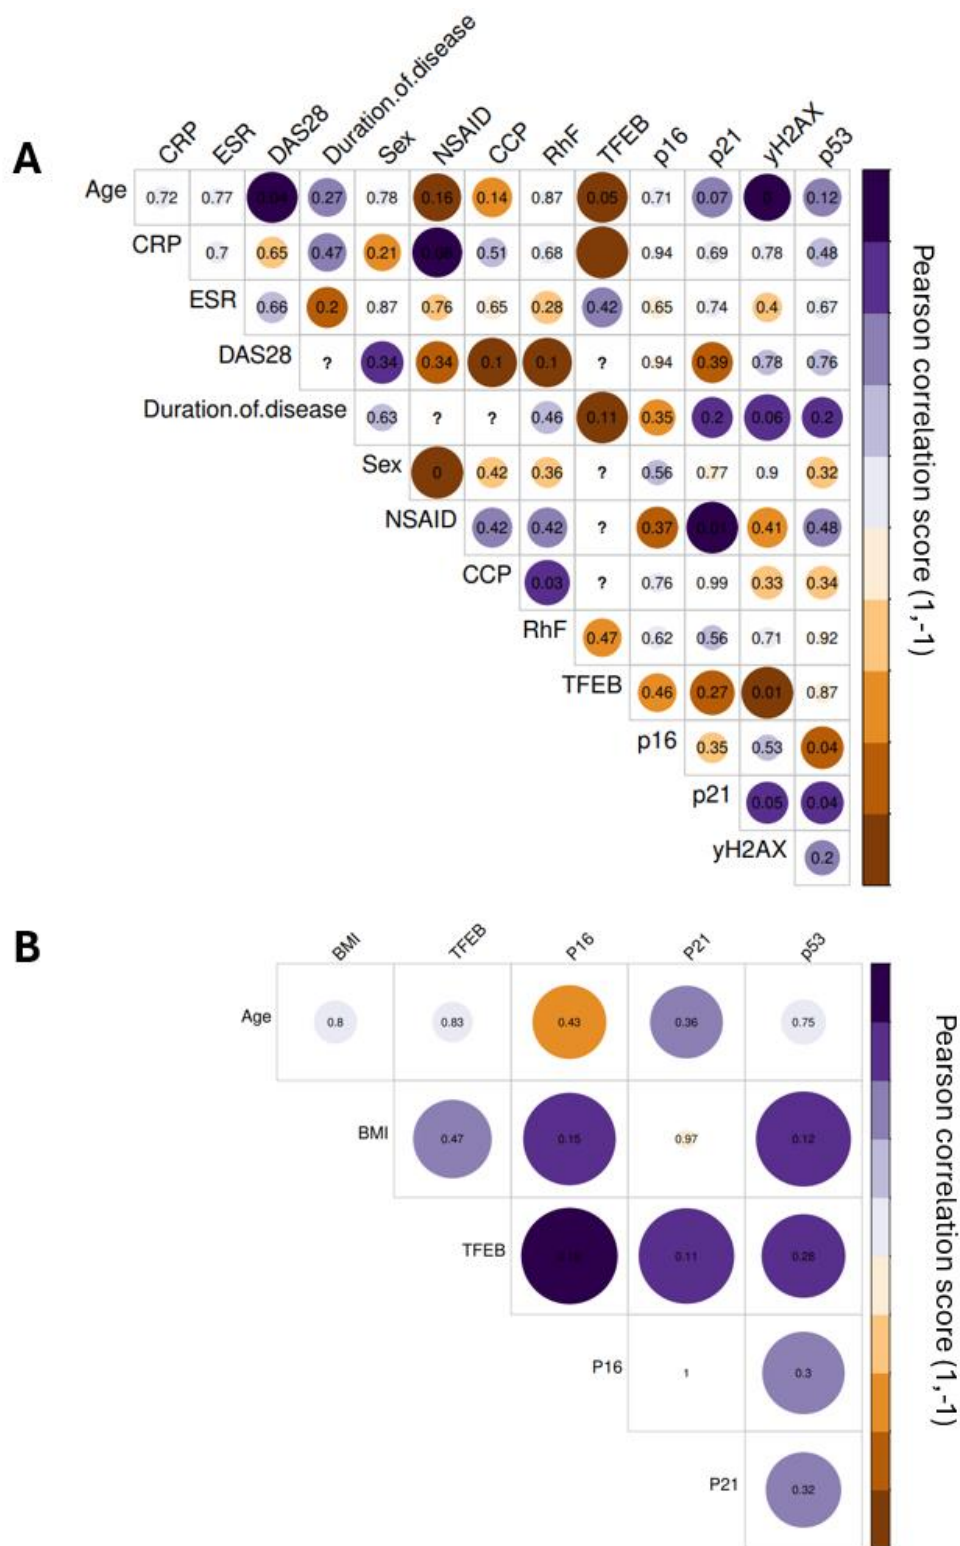 A
CRP ESR DAS28 Duration.of.disease Sex NSAID CCP RhF TFEB p16 p21 yH2AX p53
Age 0.72 0.77 0.04 0.27 0.78 0.16 0.14 0.87 0.05 0.71 0.07 0 0.12
CRP 0.7 0.65 0.47 0.21 0.51 0.68 0.94 0.69 0.78 0.48
ESR 0.66 0.2 0.87 0.76 0.65 0.28 0.42 0.65 0.74 0.4 0.67
DAS28 ? 0.34 0.34 0.1 0.1 ? 0.94 0.39 0.78 0.76
Duration.of.disease 0.63 ? ? 0.46 0.11 0.35 0.2 0.06 0.2
Sex 0 0.42 0.36 ? 0.56 0.77 0.9 0.32
NSAID 0.42 0.42 ? 0.37 0.01 0.41 0.48
CCP 0.03 ? 0.76 0.99 0.33 0.34
RhF 0.47 0.62 0.56 0.71 0.92
TFEB 0.46 0.27 0.01 0.87
p16 0.35 0.53 0.04
p21 0.05 0.04
yH2AX 0.2
Pearson correlation score (1,-1)
B
BMI TFEB P16 P21 p53
Age 0.8 0.83 0.43 0.36 0.75
BMI 0.47 0.15 0.97 0.12
TFEB 0.11 0.28
P16 1 0.3
P21 0.32
Pearson correlation score (1,-1)